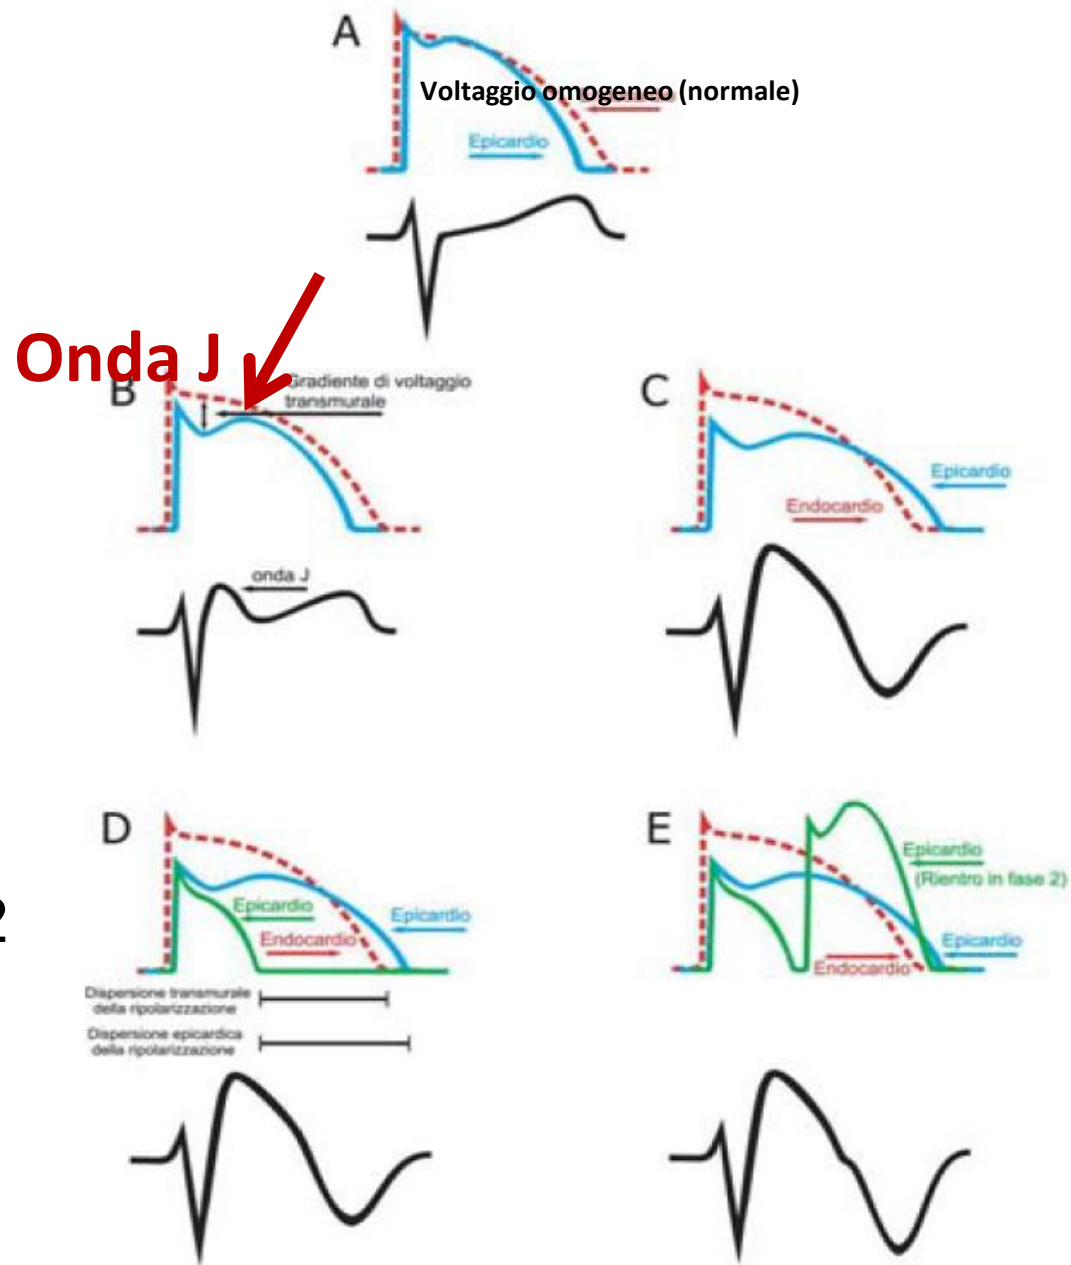 A
Voltaggio omogeneo (normale)
Epicardio
Onda J
B
Gradiente di voltaggio
transmurale
onda J
C
Epicardio
Endocardio
D
2
Epicardio
Epicardio
Endocardio
Dispersione transmurale
della ripolarizzazione
Dispersione epicardica
della ripolarizzazione
E
Epicardio
(Rientro in fase 2)
Epicardio
Endocardio